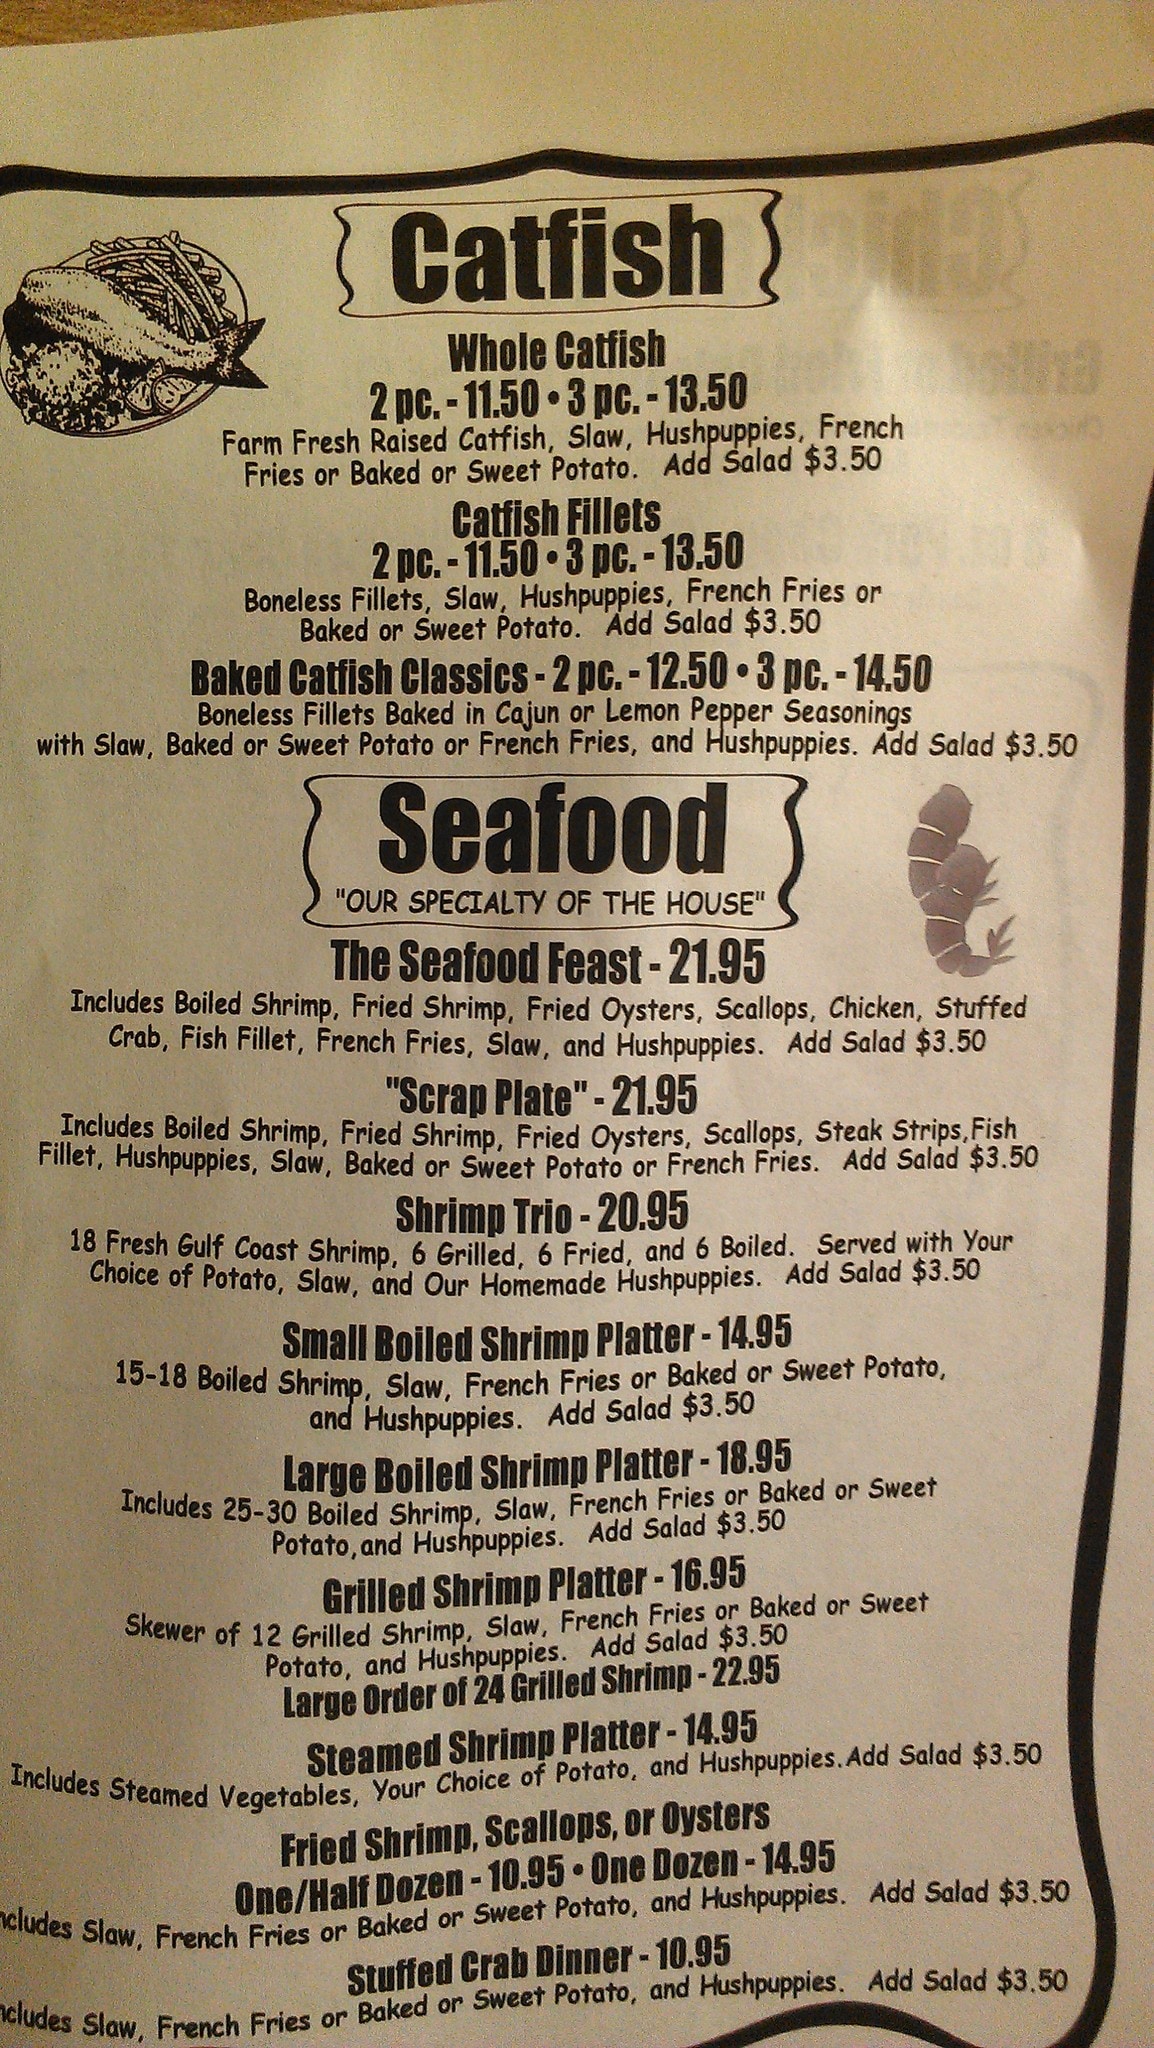 Catfish
Whole Catfish
2 pc. - 11.50 • 3 pc. - 13.50
Farm Fresh Raised Catfish, Slaw, Hushpuppies, French
Fries or Baked or Sweet Potato. Add Salad $3.50
Catfish Fillets
2 pc. - 11.50 • 3 pc. - 13.50
Boneless Fillets, Slaw, Hushpuppies, French Fries or
Baked or Sweet Potato. Add Salad $3.50
Baked Catfish Classics - 2 pc. - 12.50 • 3 pc. - 14.50
Boneless Fillets Baked in Cajun or Lemon Pepper Seasonings
with Slaw, Baked or Sweet Potato or French Fries, and Hushpuppies. Add Salad $3.50
Seafood
"OUR SPECIALTY OF THE HOUSE"
The Seafood Feast - 21.95
Includes Boiled Shrimp, Fried Shrimp, Fried Oysters, Scallops, Chicken, Stuffed
Crab, Fish Fillet, French Fries, Slaw, and Hushpuppies. Add Salad $3.50
"Scrap Plate" - 21.95
Includes Boiled Shrimp, Fried Shrimp, Fried Oysters, Scallops, Steak Strips,Fish
Fillet, Hushpuppies, Slaw, Baked or Sweet Potato or French Fries. Add Salad $3.50
Shrimp Trio - 20.95
18 Fresh Gulf Coast Shrimp, 6 Grilled, 6 Fried, and 6 Boiled. Served with Your
Choice of Potato, Slaw, and Our Homemade Hushpuppies. Add Salad $3.50
Small Boiled Shrimp Platter - 14.95
15-18 Boiled Shrimp, Slaw, French Fries or Baked or Sweet Potato,
and Hushpuppies. Add Salad $3.50
Large Boiled Shrimp Platter - 18.95
Includes 25-30 Boiled Shrimp, Slaw, French Fries or Baked or Sweet
Potato,and Hushpuppies. Add Salad $3.50
Grilled Shrimp Platter - 16.95
Skewer of 12 Grilled Shrimp, Slaw, French Fries or Baked or Sweet
Potato, and Hushpuppies. Add Salad $3.50
Large Order of 24 Grilled Shrimp - 22.95
Steamed Shrimp Platter - 14.95
Includes Steamed Vegetables, Your Choice of Potato, and Hushpuppies.Add Salad $3.50
Fried Shrimp, Scallops, or Oysters
One/Half Dozen - 10.95 • One Dozen - 14.95
ncludes Slaw, French Fries or Baked or Sweet Potato, and Hushpuppies. Add Salad $3.50
Stuffed Crab Dinner - 10.95
ncludes Slaw, French Fries or Baked or Sweet Potato, and Hushpuppies. Add Salad $3.50